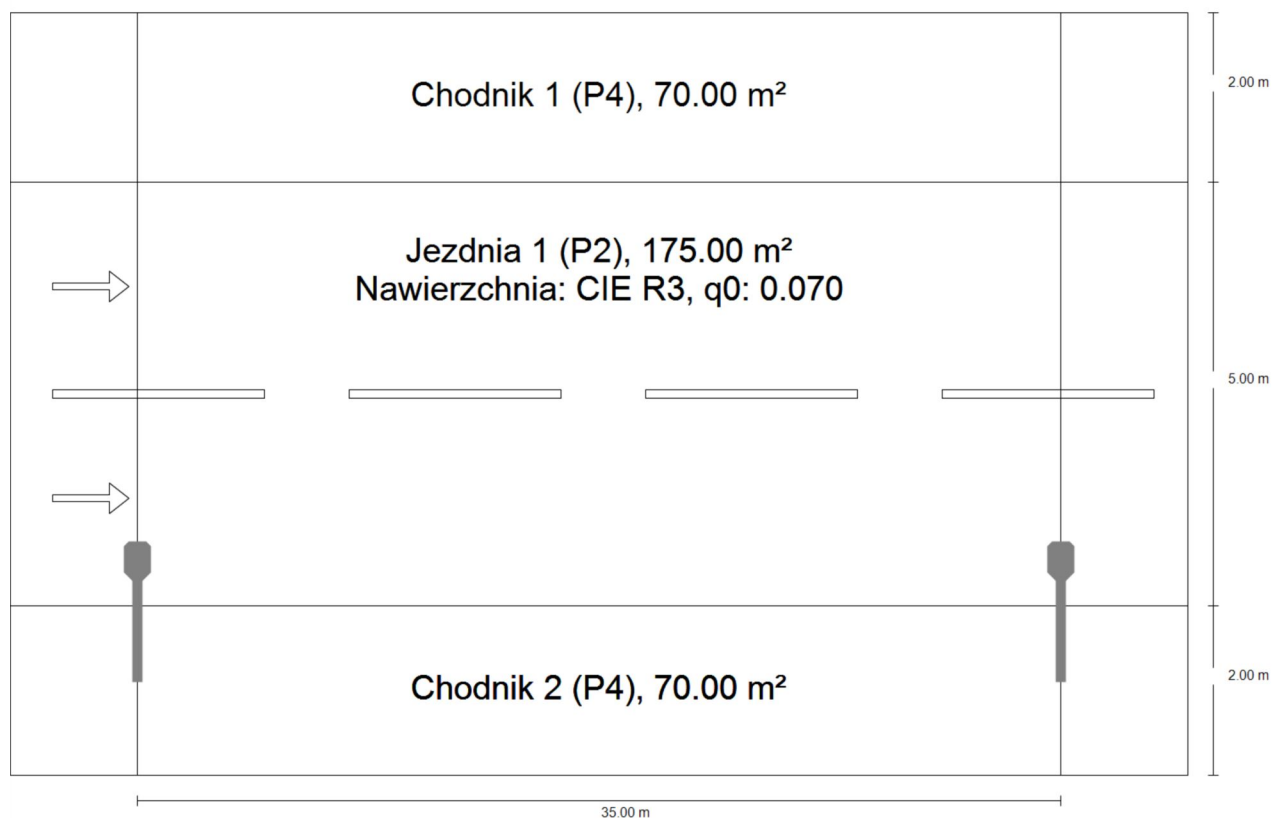 Chodnik 1 (P4), 70.00 m²
2.00 m
Jezdnia 1 (P2), 175.00 m²
Nawierzchnia: CIE R3, q0: 0.070
5.00 m
Chodnik 2 (P4), 70.00 m²
2.00 m
35.00 m